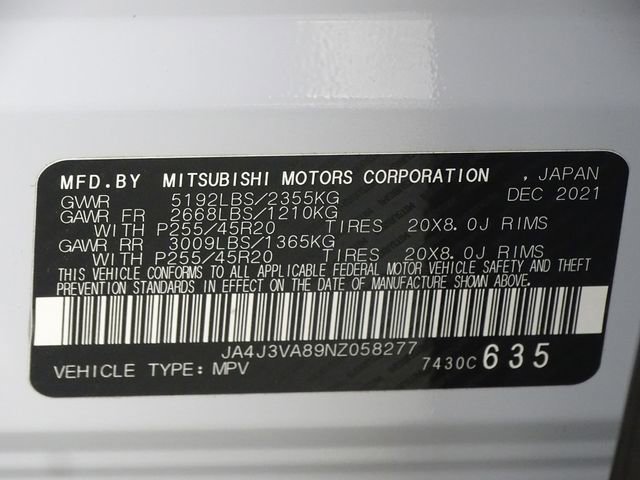 MFD.BY MITSUBISHI MOTORS CORPORATION , JAPAN
GVWR 5192LBS/2355KG DEC 2021
GAWR FR 2668LBS/1210KG
WITH P255/45R20 TIRES 20X8.0J RIMS
GAWR RR 3009LBS/1365KG
WITH P255/45R20 TIRES 20X8.0J RIMS
THIS VEHICLE CONFORMS TO ALL APPLICABLE FEDERAL MOTOR VEHICLE SAFETY AND THEFT
PREVENTION STANDARDS IN EFFECT ON THE DATE OF MANUFACTURE SHOWN ABOVE.
JA4J3VA89NZ058277
VEHICLE TYPE: MPV 7430C 635